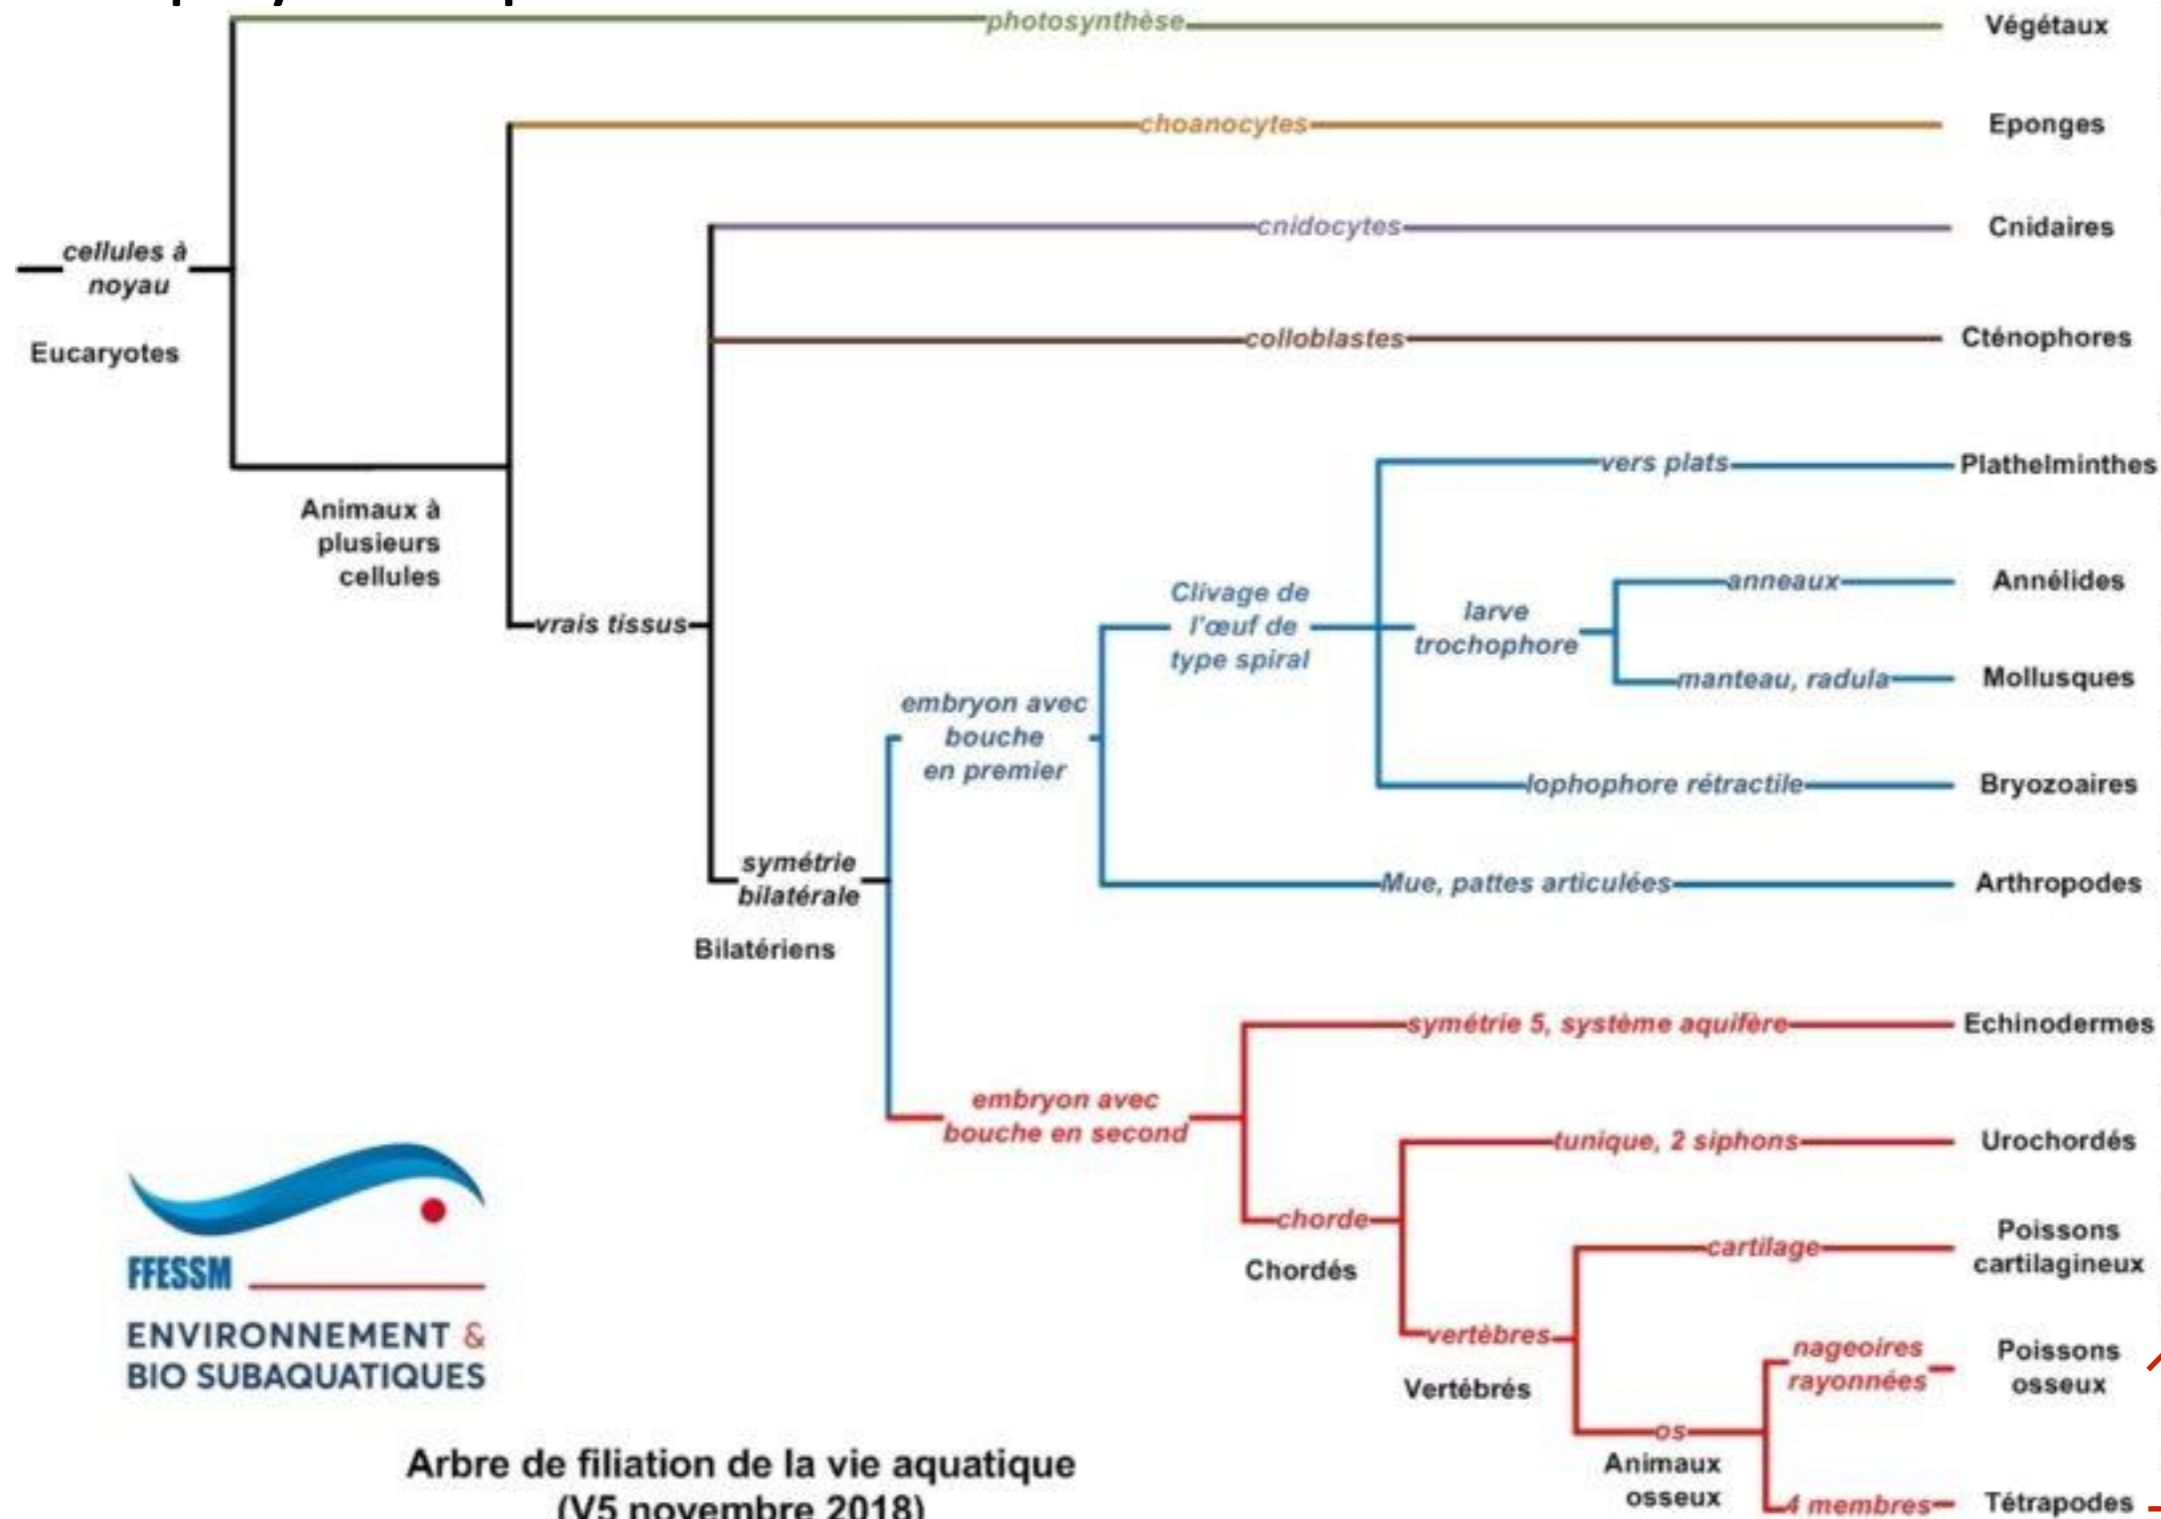 photosynthèse
Végétaux
choanocytes
Eponges
cnidocytes
Cnidaires
cellules à
noyau
Eucaryotes
colloblastes
Cténophores
vers plats
Plathelminthes
Animaux à
plusieurs
cellules
anneaux
Annélides
Clivage de
l'œuf de
type spiral
larve
trochophore
vrais tissus
manteau, radula
Mollusques
embryon avec
bouche
en premier
lophophore rétractile
Bryozoaires
symétrie
bilatérale
Mue, pattes articulées
Arthropodes
Bilatériens
symétrie 5, système aquifère
Echinodermes
embryon avec
bouche en second
tunique, 2 siphons
Urochordés
chorde
Chordés
cartilage
Poissons
cartilagineux
vertèbres
Vertébrés
nageoires
rayonnées
Poissons
osseux
os
Animaux
osseux
4 membres
Tétrapodes
FFESSM
ENVIRONNEMENT &
BIO SUBAQUATIQUES
Arbre de filiation de la vie aquatique
(V5 novembre 2018)